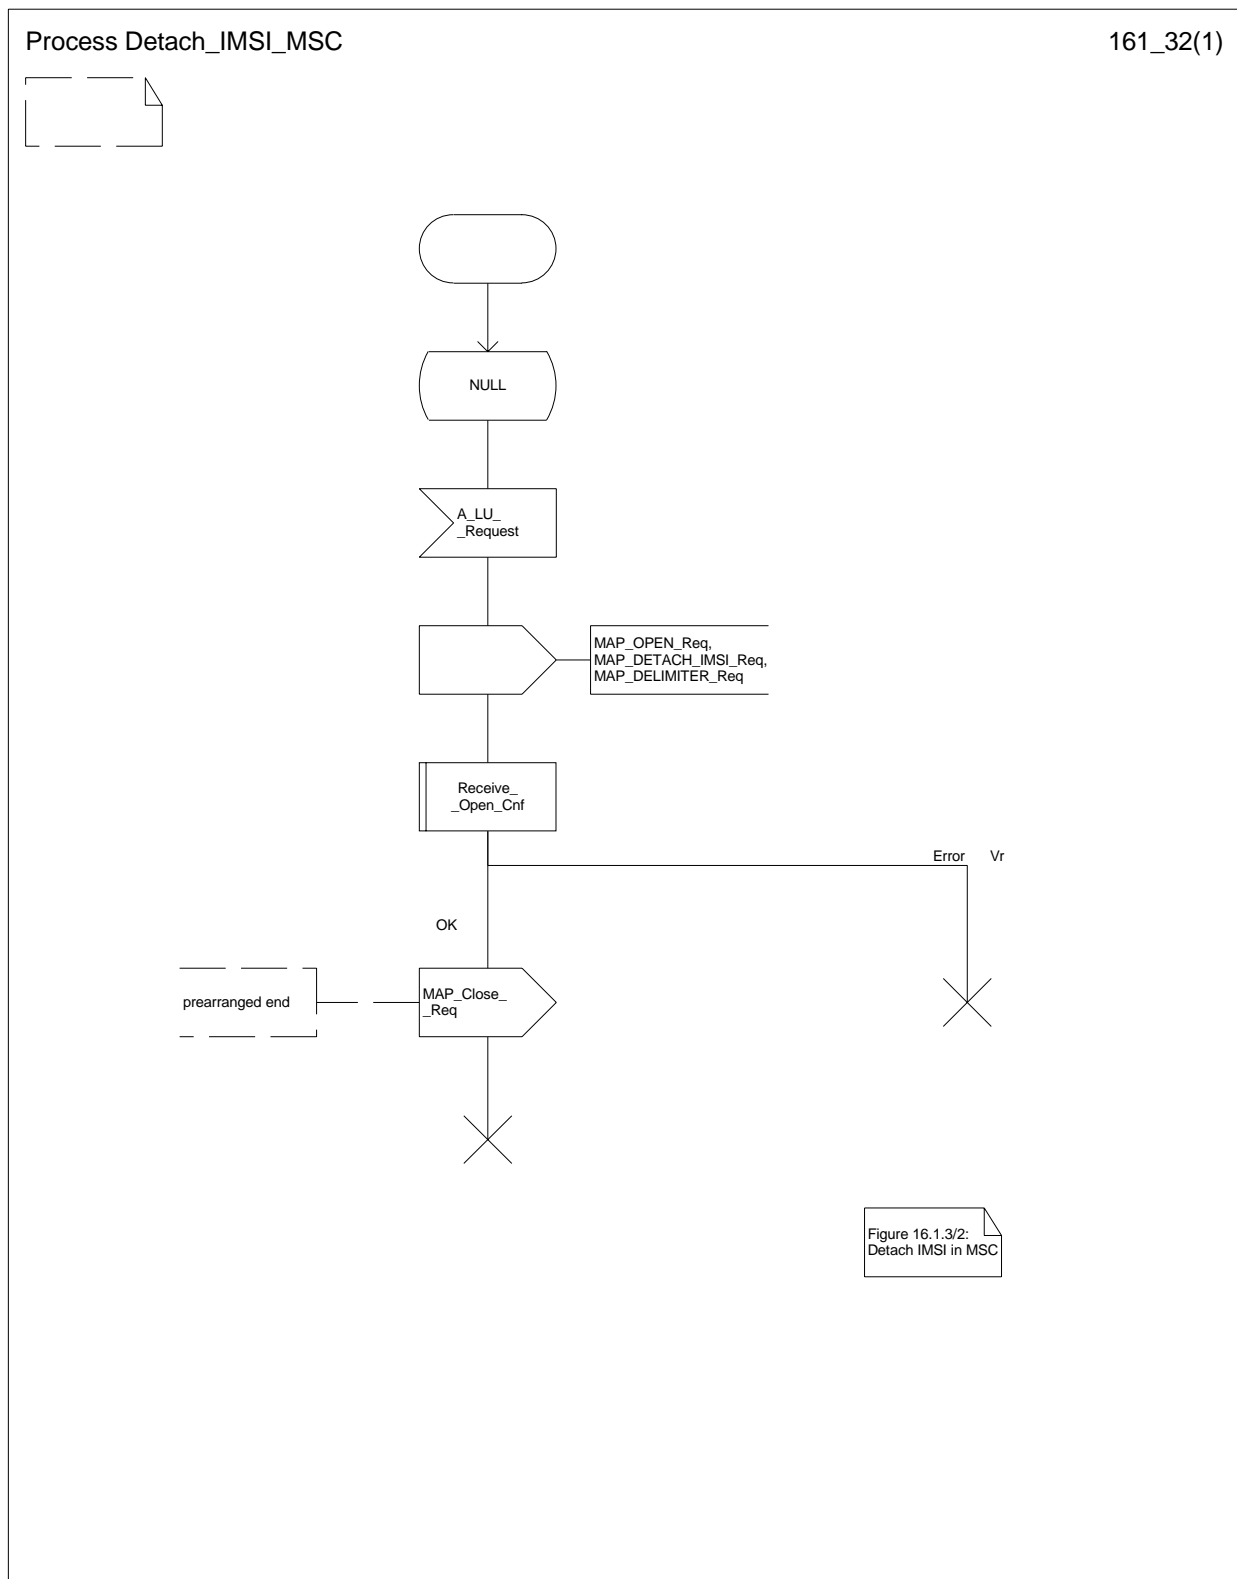 Process Detach_IMSI_MSC
161_32(1)
NULL
A_LU_
_Request
MAP_OPEN_Req,
MAP_DETACH_IMSI_Req,
MAP_DELIMITER_Req
Receive_
_Open_Cnf
Error Vr
OK
prearranged end
MAP_Close_
_Req
Figure 16.1.3/2:
Detach IMSI in MSC